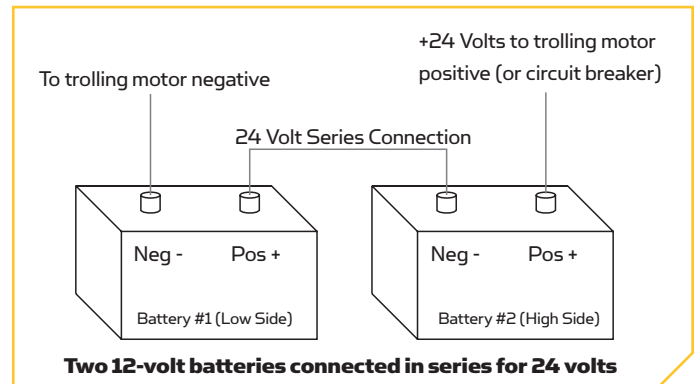 +24 Volts to trolling motor
positive (or circuit breaker)
To trolling motor negative
24 Volt Series Connection
Neg - Pos +
Neg - Pos +
Battery #1 (Low Side)
Battery #2 (High Side)
Two 12-volt batteries connected in series for 24 volts